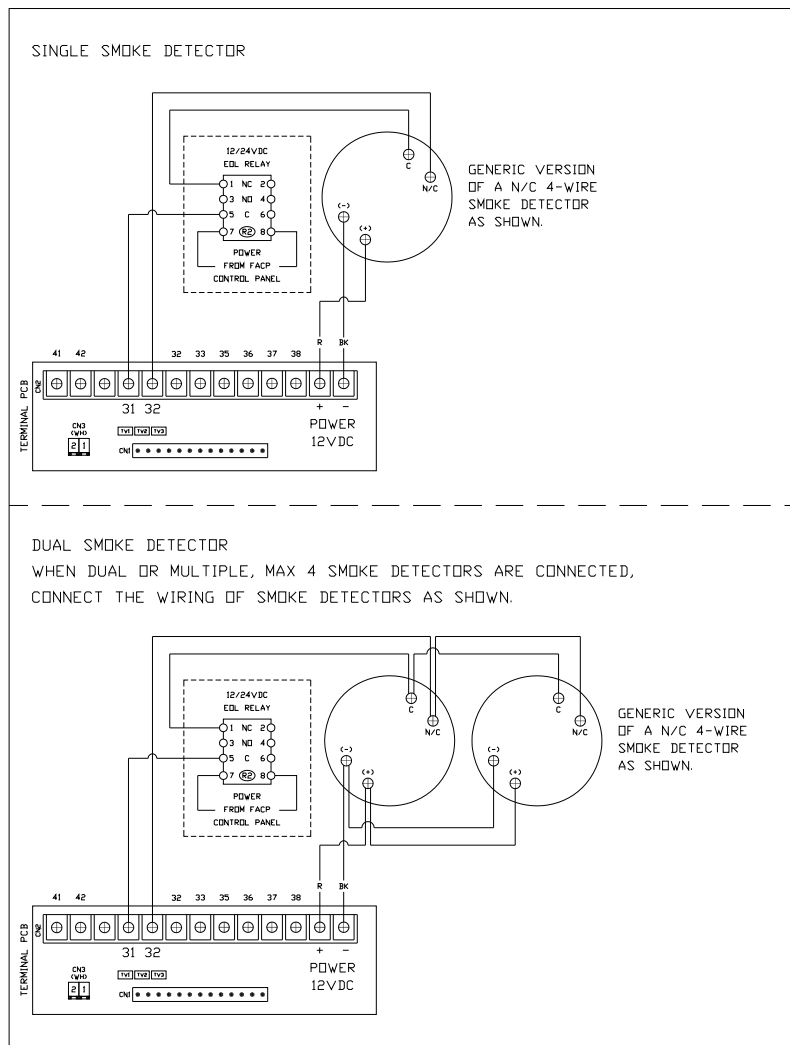 SINGLE SMOKE DETECTOR
12/24VDC
EOL RELAY
1 NC 2
3 NO 4
5 C 6
7 R2 8
POWER
FROM FACP
CONTROL PANEL
C
N/C
(-)
(+)
GENERIC VERSION
OF A N/C 4-WIRE
SMOKE DETECTOR
AS SHOWN.
R BK
41 42 32 33 35 36 37 38
CN2
TERMINAL PCB
31 32 + -
POWER
12VDC
CN3
(WH)
2 1
TV1 TV2 TV3
CN1
DUAL SMOKE DETECTOR
WHEN DUAL OR MULTIPLE, MAX 4 SMOKE DETECTORS ARE CONNECTED,
CONNECT THE WIRING OF SMOKE DETECTORS AS SHOWN.
12/24VDC
EOL RELAY
1 NC 2
3 NO 4
5 C 6
7 R2 8
POWER
FROM FACP
CONTROL PANEL
C
N/C
(-)
(+)
C
N/C
(-)
(+)
GENERIC VERSION
OF A N/C 4-WIRE
SMOKE DETECTOR
AS SHOWN.
R BK
41 42 32 33 35 36 37 38
CN2
TERMINAL PCB
31 32 + -
POWER
12VDC
CN3
(WH)
2 1
TV1 TV2 TV3
CN1